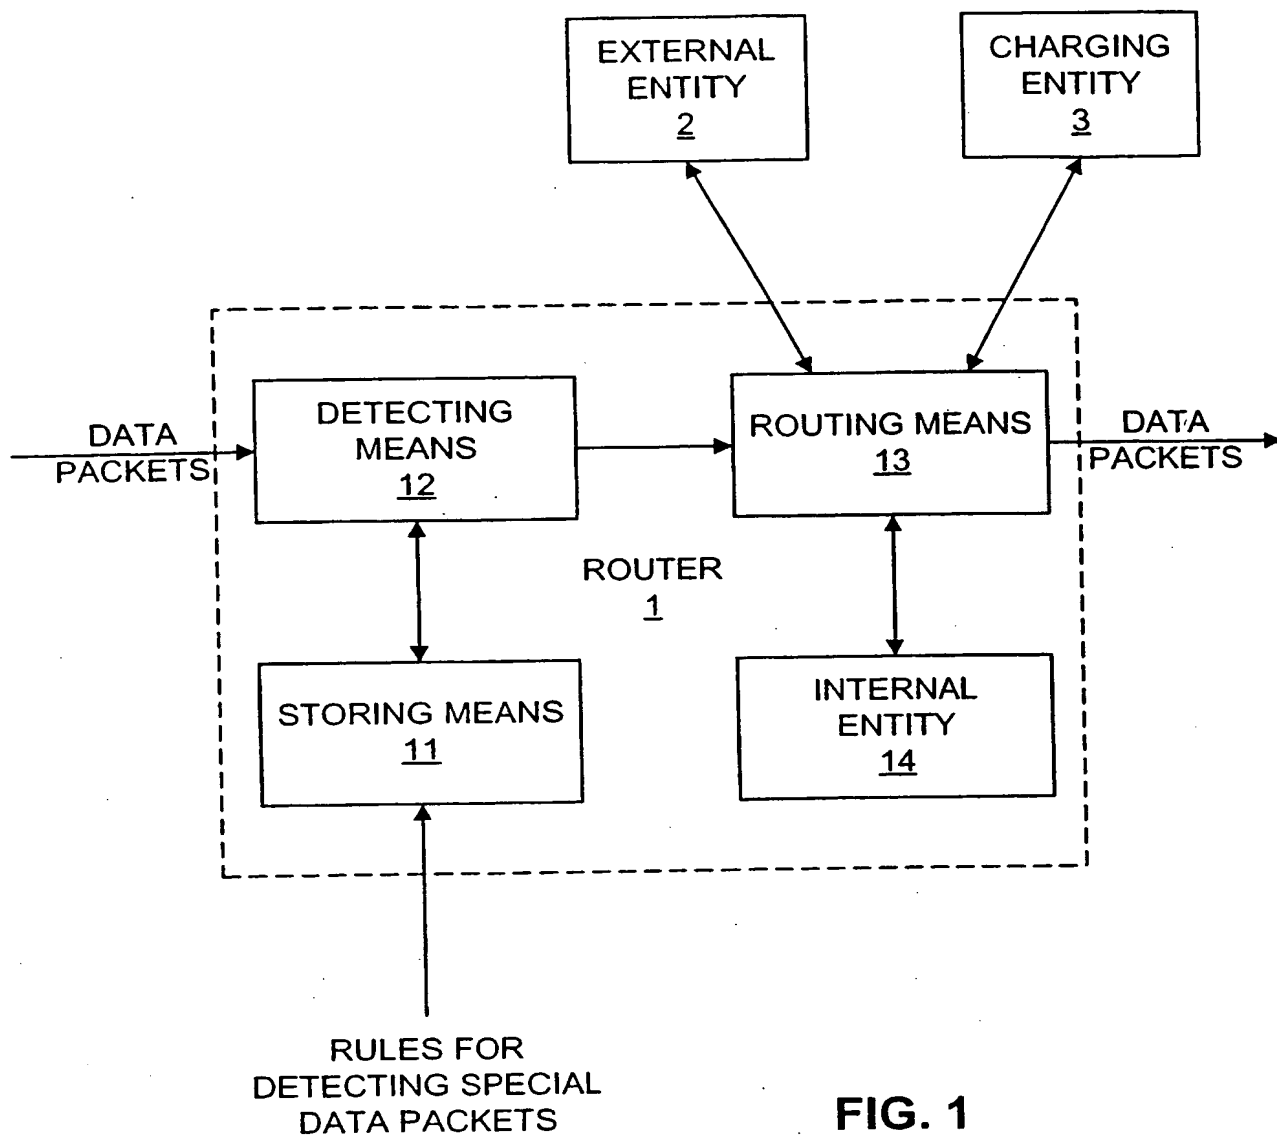 EXTERNAL
ENTITY
2
CHARGING
ENTITY
3
DETECTING
MEANS
12
ROUTING MEANS
13
DATA
PACKETS
DATA
PACKETS
ROUTER
1
STORING MEANS
11
INTERNAL
ENTITY
14
RULES FOR
DETECTING SPECIAL
DATA PACKETS
FIG. 1